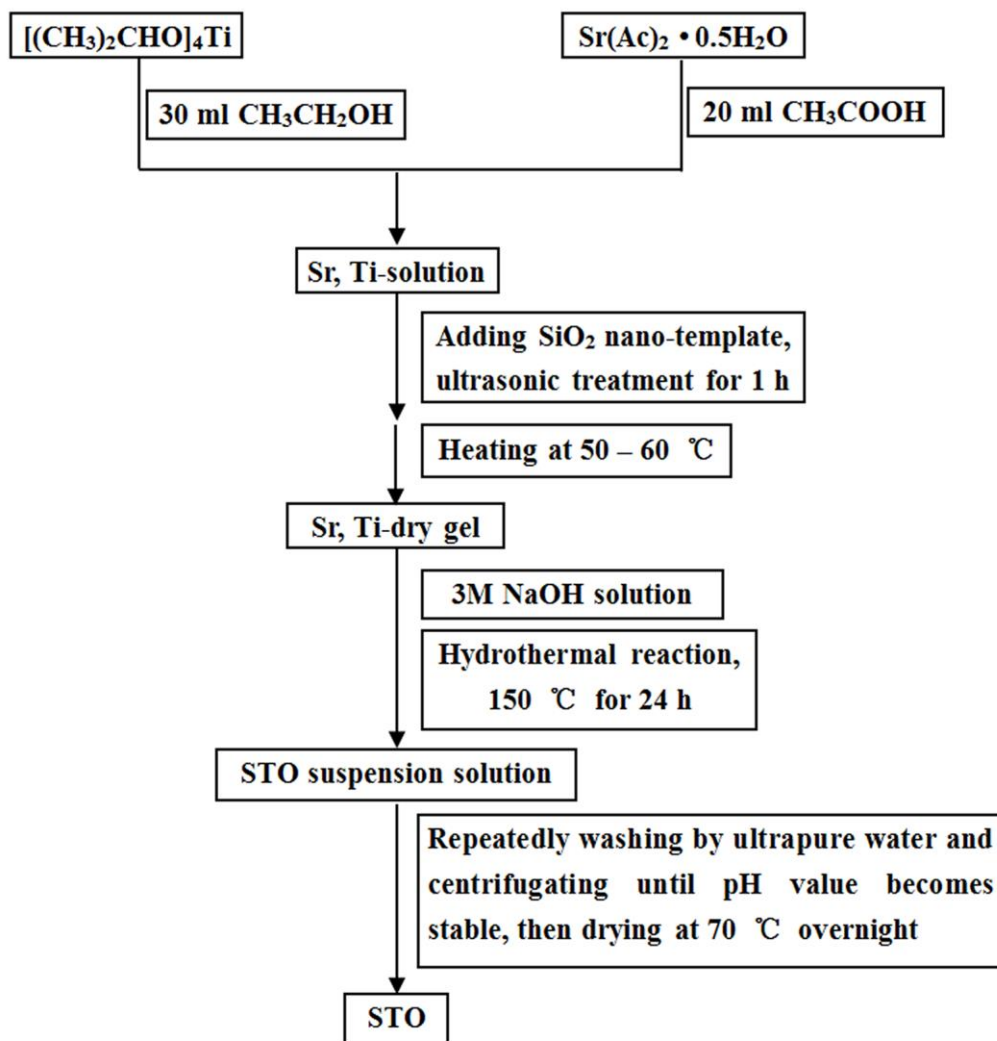 [(CH₃)₂CHO]₄Ti
Sr(Ac)₂ • 0.5H₂O
30 ml CH₃CH₂OH
20 ml CH₃COOH
Sr, Ti-solution
Adding SiO₂ nano-template,
ultrasonic treatment for 1 h
Heating at 50 – 60 ℃
Sr, Ti-dry gel
3M NaOH solution
Hydrothermal reaction,
150 ℃ for 24 h
STO suspension solution
Repeatedly washing by ultrapure water and
centrifugating until pH value becomes
stable, then drying at 70 ℃ overnight
STO